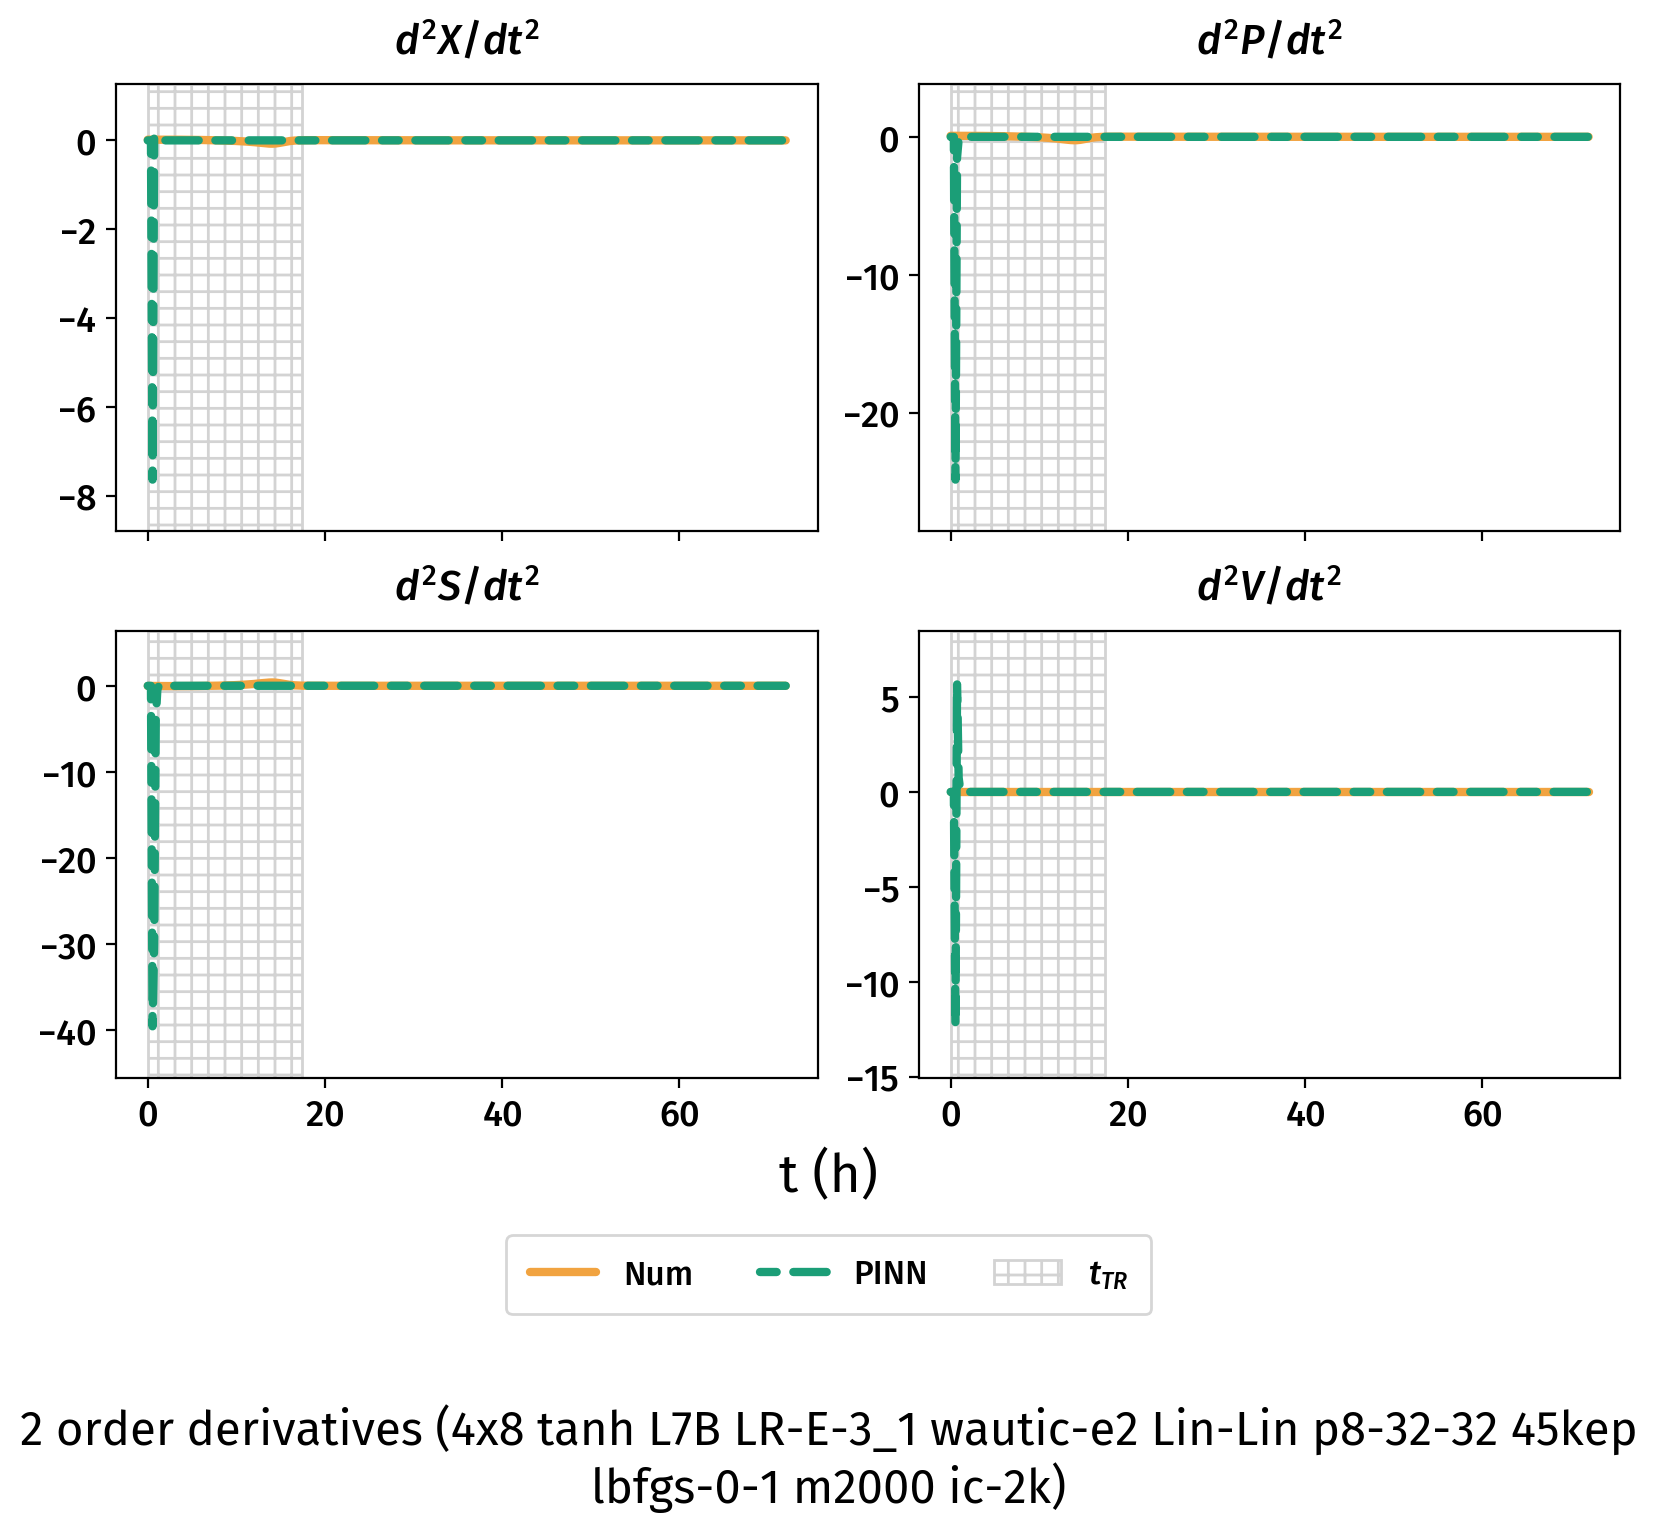 d²X/dt²
d²P/dt²
0
−2
−4
−6
−8
0
−10
−20
d²S/dt²
d²V/dt²
0
−10
−20
−30
−40
5
0
−5
−10
−15
0 20 40 60
0 20 40 60
t (h)
Num PINN t_TR
2 order derivatives (4x8 tanh L7B LR-E-3_1 wautic-e2 Lin-Lin p8-32-32 45kep
lbfgs-0-1 m2000 ic-2k)